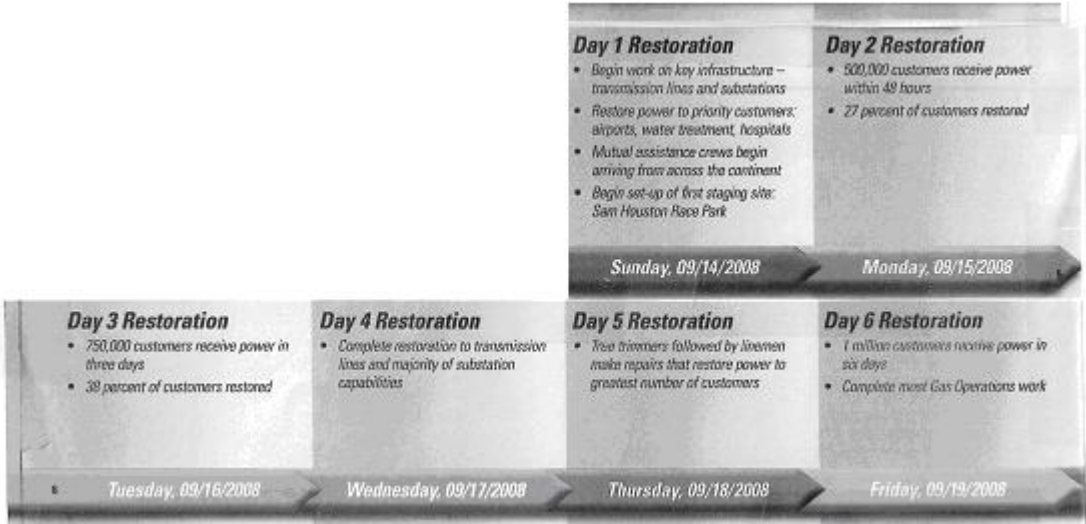 Day 1 Restoration
• Begin work on key infrastructure –
transmission lines and substations
• Restore power to priority customers:
airports, water treatment, hospitals
• Mutual assistance crews begin
arriving from across the continent
• Begin set-up of first staging site:
Sam Houston Race Park
Sunday, 09/14/2008
Day 2 Restoration
• 500,000 customers receive power
within 48 hours
• 27 percent of customers restored
Monday, 09/15/2008
Day 3 Restoration
• 750,000 customers receive power in
three days
• 38 percent of customers restored
6
Tuesday, 09/16/2008
Day 4 Restoration
• Complete restoration to transmission
lines and majority of substation
capabilities
Wednesday, 09/17/2008
Day 5 Restoration
• Tree trimmers followed by linemen
make repairs that restore power to
greatest number of customers
Thursday, 09/18/2008
Day 6 Restoration
• 1 million customers receive power in
six days
• Complete most Gas Operations work
Friday, 09/19/2008